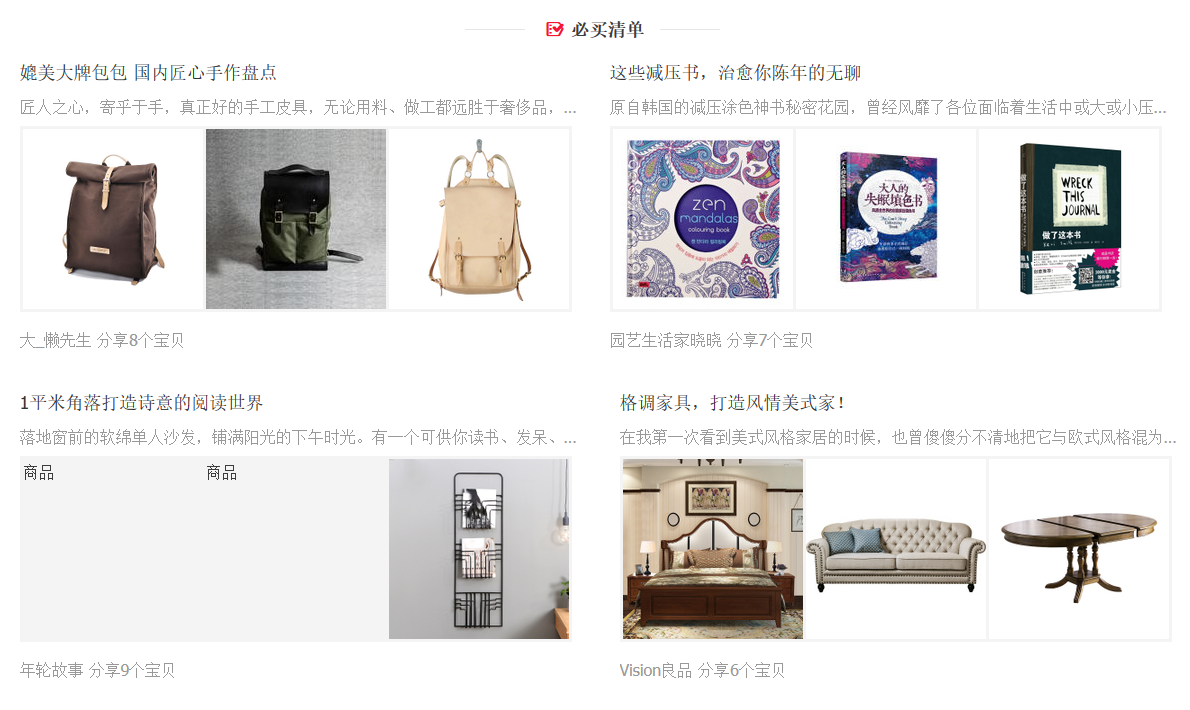 必买清单
媲美大牌包包 国内匠心手作盘点
匠人之心，寄乎于手，真正好的手工皮具，无论用料、做工都远胜于奢侈品，...
大_懒先生 分享8个宝贝
这些减压书，治愈你陈年的无聊
原自韩国的减压涂色神书秘密花园，曾经风靡了各位面临着生活中或大或小压...
zen
mandalas
colouring book
大人的
失眠填色书
WRECK
THIS
JOURNAL
做了这本书
做了这本书
园艺生活家晓晓 分享7个宝贝
1平米角落打造诗意的阅读世界
落地窗前的软绵单人沙发，铺满阳光的下午时光。有一个可供你读书、发呆、...
商品
商品
年轮故事 分享9个宝贝
格调家具，打造风情美式家！
在我第一次看到美式风格家居的时候，也曾傻傻分不清地把它与欧式风格混为...
Vision良品 分享6个宝贝